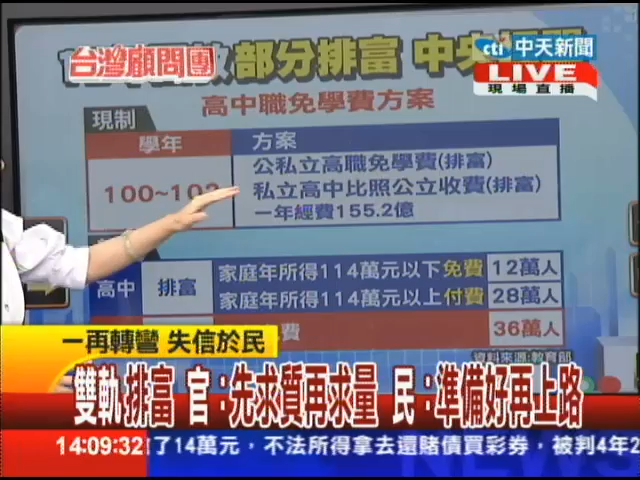 台灣顧問團
部分排富 中央
cti 中天新聞
LIVE
現場直播
高中職免學費方案
現制
學年 方案
100~102
公私立高職免學費(排富)
私立高中比照公立收費(排富)
一年經費155.2億
高中 排富
家庭年所得114萬元以下免費 12萬人
家庭年所得114萬元以上付費 28萬人
費 36萬人
資料來源:教育部
一再轉彎 失信於民
雙軌排富 官:先求質再求量 民:準備好再上路
14:09:32 了14萬元,不法所得拿去還賭債買彩券,被判4年2
NEWS